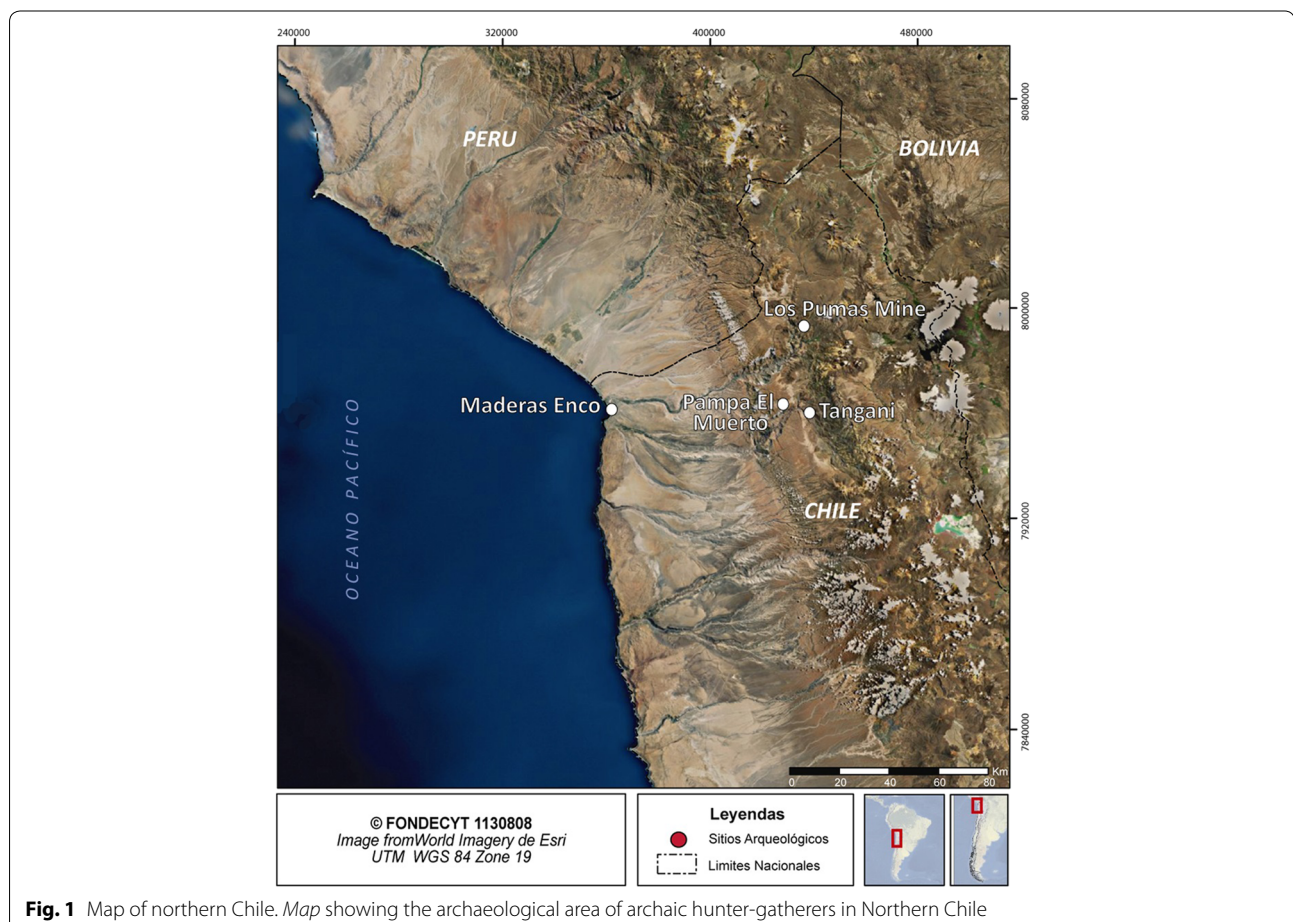 240000 320000 400000 480000
8080000
PERU
BOLIVIA
8000000
Los Pumas Mine
Maderas Enco
Pampa El
Muerto
Tangani
OCEANO PACÍFICO
CHILE
7920000
7840000
Km
0 20 40 60 80
© FONDECYT 1130808
Image fromWorld Imagery de Esri
UTM WGS 84 Zone 19
Leyendas
Sitios Arqueológicos
Limites Nacionales
Fig. 1 Map of northern Chile. Map showing the archaeological area of archaic hunter-gatherers in Northern Chile